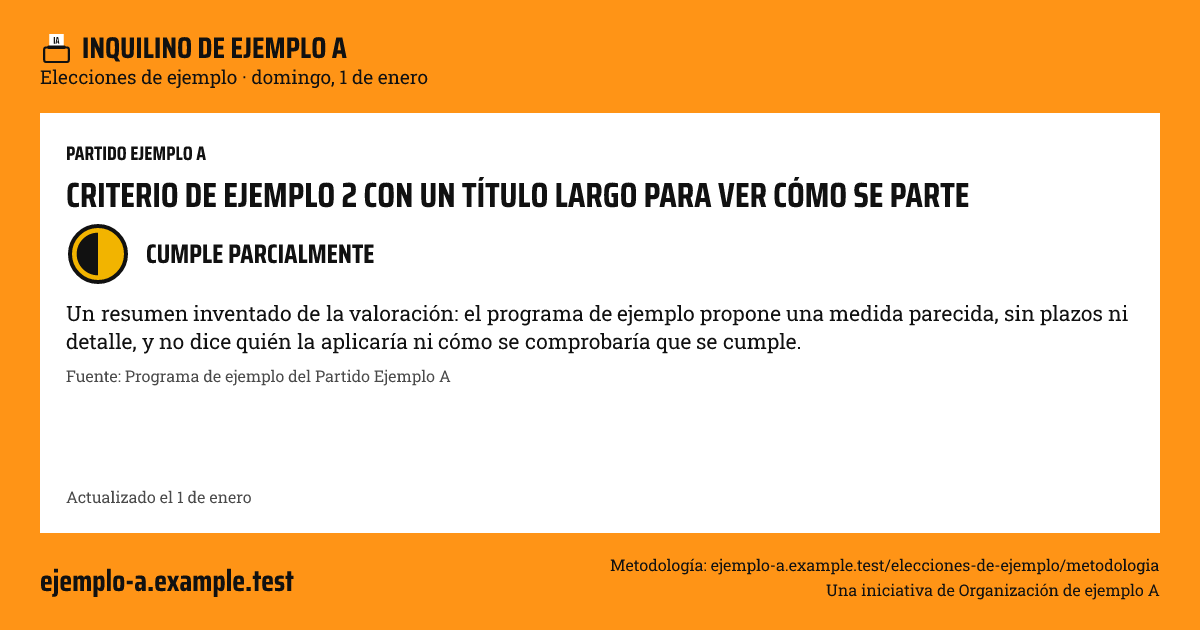 IA
INQUILINO DE EJEMPLO A
Elecciones de ejemplo · domingo, 1 de enero
PARTIDO EJEMPLO A
CRITERIO DE EJEMPLO 2 CON UN TÍTULO LARGO PARA VER CÓMO SE PARTE
CUMPLE PARCIALMENTE
Un resumen inventado de la valoración: el programa de ejemplo propone una medida parecida, sin plazos ni
detalle, y no dice quién la aplicaría ni cómo se comprobaría que se cumple.
Fuente: Programa de ejemplo del Partido Ejemplo A
Actualizado el 1 de enero
ejemplo-a.example.test
Metodología: ejemplo-a.example.test/elecciones-de-ejemplo/metodologia
Una iniciativa de Organización de ejemplo A